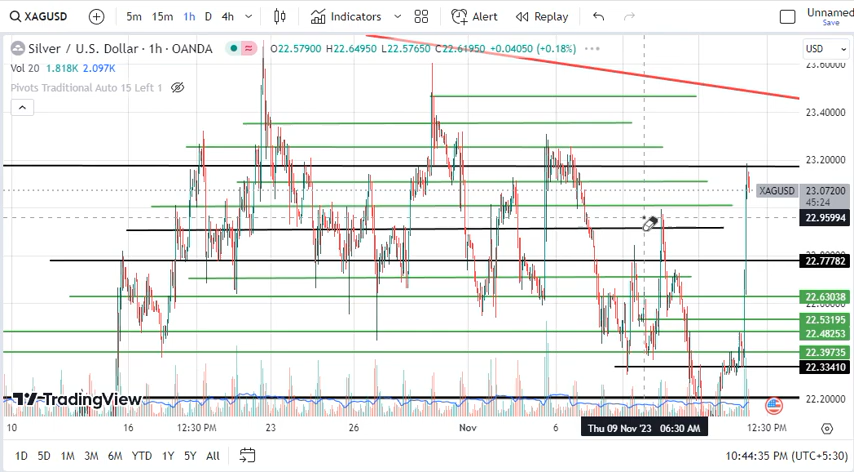 XAGUSD 5m 15m 1h D 4h Indicators Alert Replay Unnamed
Save
Silver / U.S. Dollar · 1h · OANDA O22.57900 H22.64950 L22.57650 C22.61950 +0.04050 (+0.18%) USD
Vol 20 1.818K 2.097K
Pivots Traditional Auto 15 Left 1
23.60000
23.40000
23.20000
XAGUSD 23.07200
45:24
22.95994
22.77782
22.63038
22.53195
22.48253
22.39735
22.33410
22.20000
TradingView
10 16 12:30 PM 23 26 Nov 6 Thu 09 Nov '23 06:30 AM 12:30 PM
1D 5D 1M 3M 6M YTD 1Y 5Y All 10:44:35 PM (UTC+5:30)